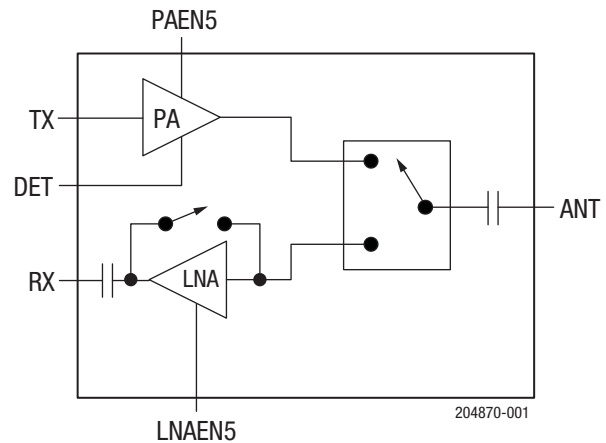 PAEN5
TX
PA
DET
ANT
RX
LNA
LNAEN5
204870-001